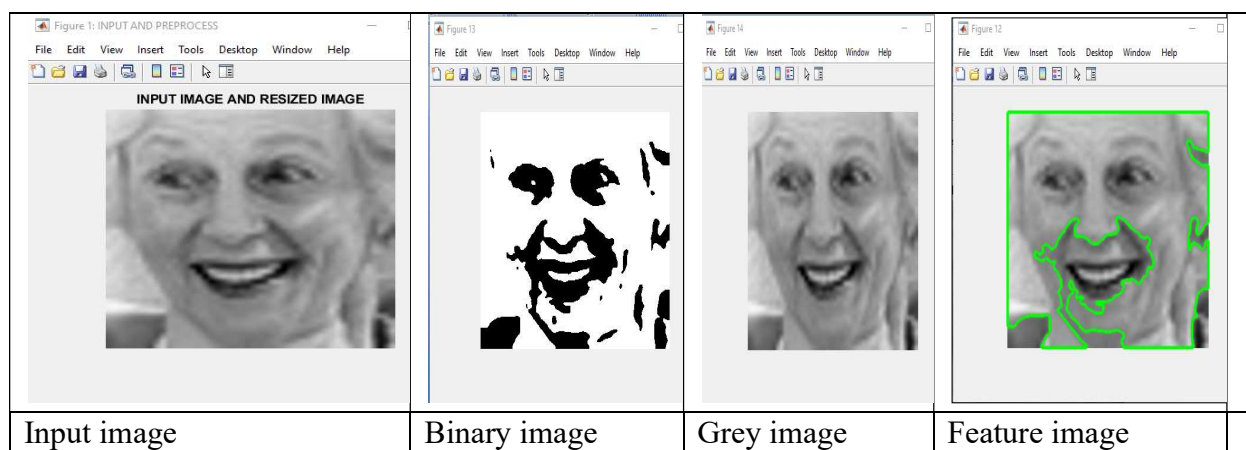 Figure 1: INPUT AND PREPROCESS
File Edit View Insert Tools Desktop Window Help
INPUT IMAGE AND RESIZED IMAGE
Figure 13
File Edit View Insert Tools Desktop Window Help
Figure 14
File Edit View Insert Tools Desktop Window Help
Figure 12
File Edit View Insert Tools Desktop Window Help
Input image
Binary image
Grey image
Feature image